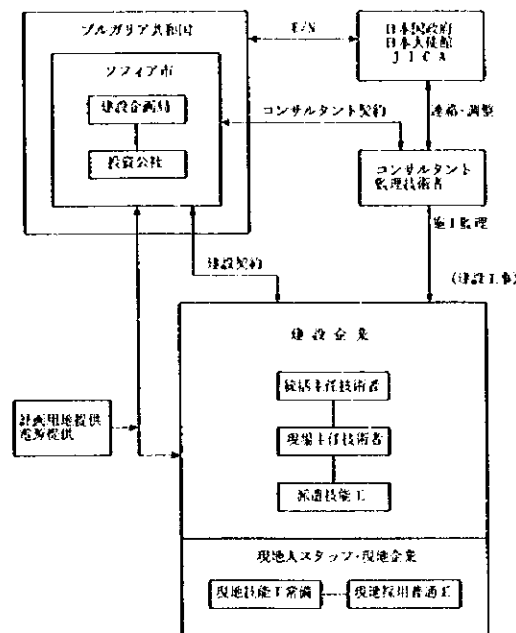 ブルガリア共和国
E/N
日本国政府
日本大使館
JICA
ソフィア市
建設企画局
投資公社
コンサルタント契約
連絡・調整
コンサルタント
監理技術者
施工監理
建設契約
(建設工事)
建設企業
統括主任技術者
計画用地提供
電源提供
現場主任技術者
派遣技能工
現地人スタッフ・現地企業
現地技能工常備
現地採用普通工